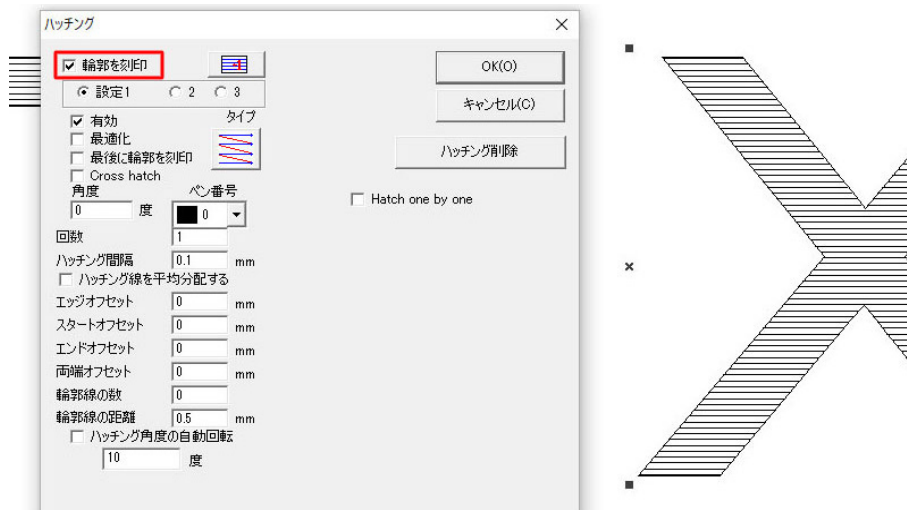 ハッチング
輪郭を刻印
設定1 2 3
有効 タイプ
最適化
最後に輪郭を刻印
Cross hatch
角度 ペン番号
0 度 0
回数 1
ハッチング間隔 0.1 mm
ハッチング線を平均分配する
エッジオフセット 0 mm
スタートオフセット 0 mm
エンドオフセット 0 mm
両端オフセット 0 mm
輪郭線の数 0
輪郭線の距離 0.5 mm
ハッチング角度の自動回転
10 度
OK(O)
キャンセル(C)
ハッチング削除
Hatch one by one